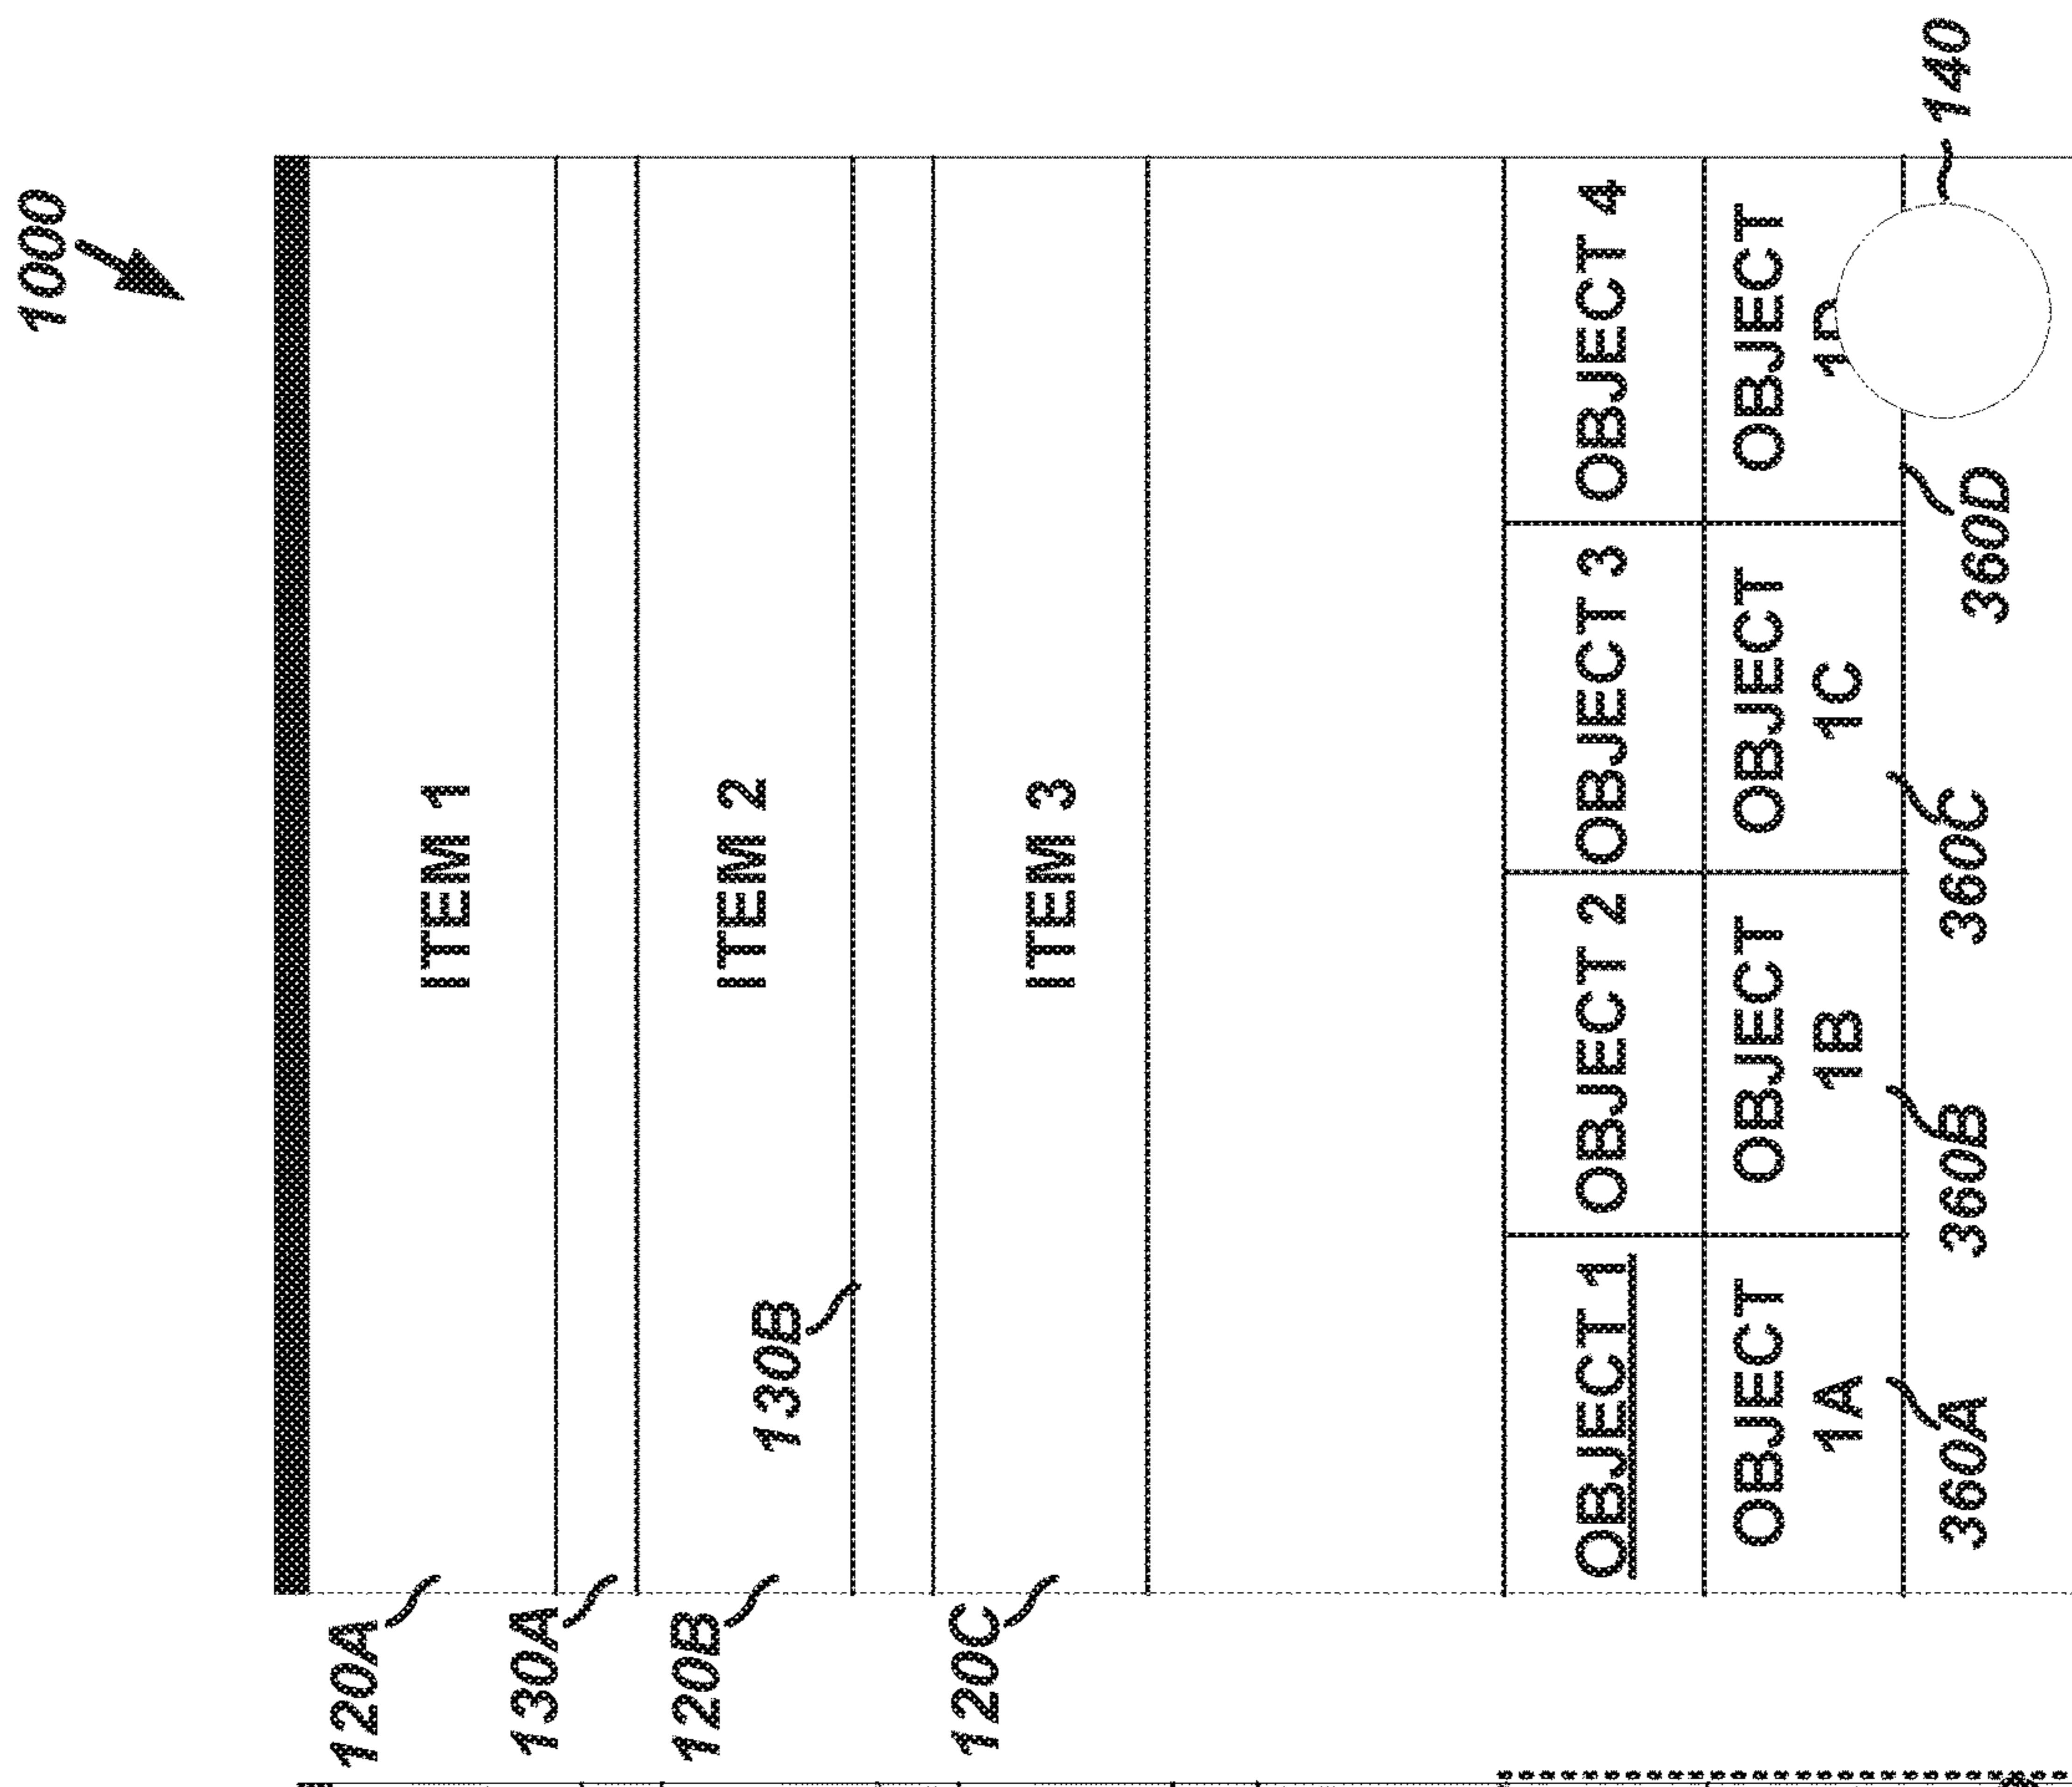 1000
120A
ITEM 1
130A
120B
ITEM 2
130B
120C
ITEM 3
OBJECT 1
OBJECT 2
OBJECT 3
OBJECT 4
OBJECT
1A
OBJECT
1B
OBJECT
1C
OBJECT
360A
360B
360C
360D
140